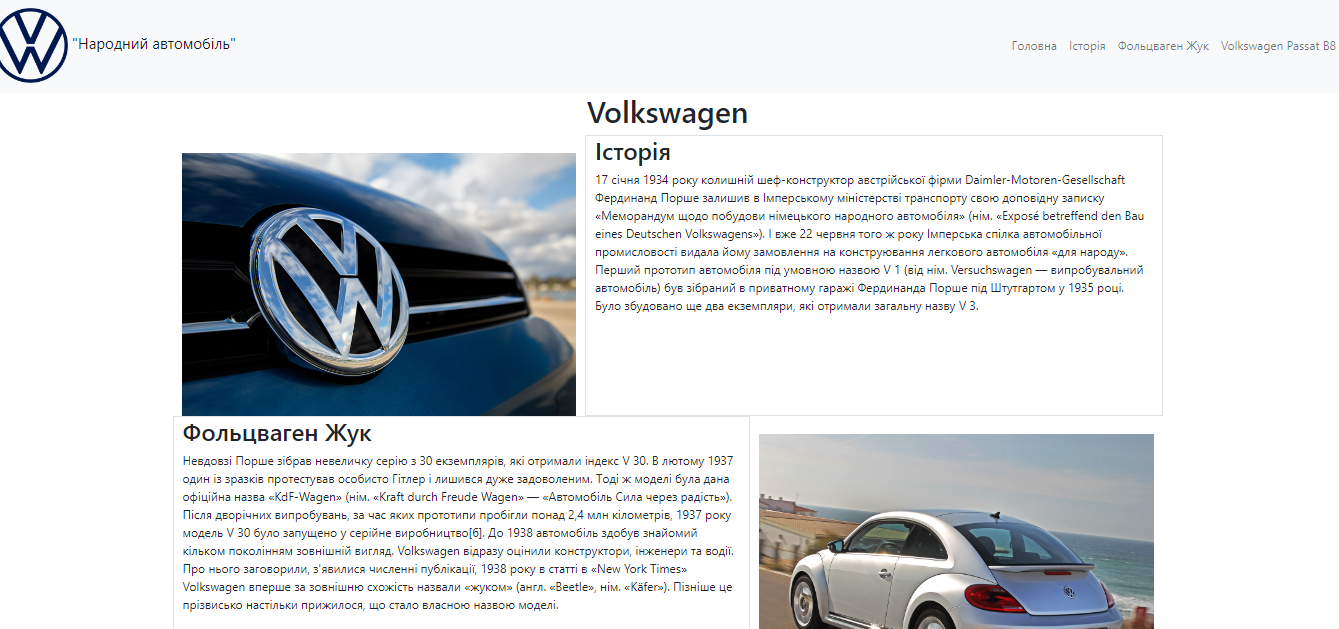 "Народний автомобіль"
Головна Історія Фольцваген Жук Volkswagen Passat B8
Volkswagen
Історія
17 січня 1934 року колишній шеф-конструктор австрійської фірми Daimler-Motoren-Gesellschaft
Фердинанд Порше залишив в Імперському міністерстві транспорту свою доповідну записку
«Меморандум щодо побудови німецького народного автомобіля» (нім. «Exposé betreffend den Bau
eines Deutschen Volkswagens»). І вже 22 червня того ж року Імперська спілка автомобільної
промисловості видала йому замовлення на конструювання легкового автомобіля «для народу».
Перший прототип автомобіля під умовною назвою V 1 (від нім. Versuchswagen — випробувальний
автомобіль) був зібраний в приватному гаражі Фердинанда Порше під Штутгартом у 1935 році.
Було збудовано ще два екземпляри, які отримали загальну назву V 3.
Фольцваген Жук
Невдовзі Порше зібрав невеличку серію з 30 екземплярів, які отримали індекс V 30. В лютому 1937
один із зразків протестував особисто Гітлер і лишився дуже задоволеним. Тоді ж моделі була дана
офіційна назва «KdF-Wagen» (нім. «Kraft durch Freude Wagen» — «Автомобіль Сила через радість»).
Після дворічних випробувань, за час яких прототипи пробігли понад 2,4 млн кілометрів, 1937 року
модель V 30 було запущено у серійне виробництво[6]. До 1938 автомобіль здобув знайомий
кільком поколінням зовнішній вигляд. Volkswagen відразу оцінили конструктори, інженери та водії.
Про нього заговорили, з'явилися численні публікації, 1938 року в статті в «New York Times»
Volkswagen вперше за зовнішню схожість назвали «жуком» (англ. «Beetle», нім. «Käfer»). Пізніше це
прізвисько настільки прижилося, що стало власною назвою моделі.